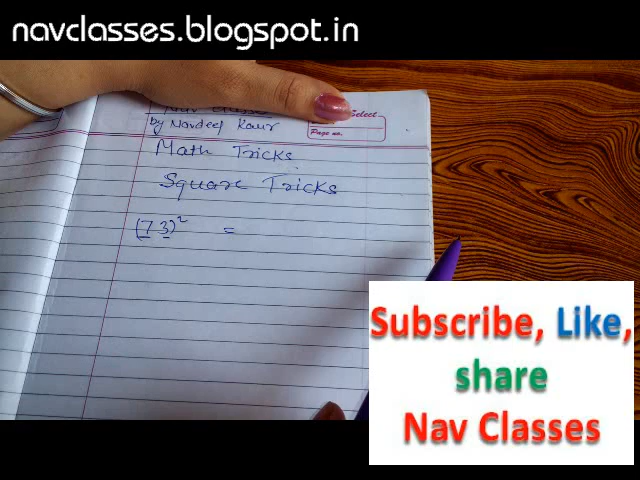 navclasses.blogspot.in
Select
Page no.
by Navdeep Kaur
Math Tricks
Square Tricks
(73)² =
Subscribe, Like,
share
Nav Classes